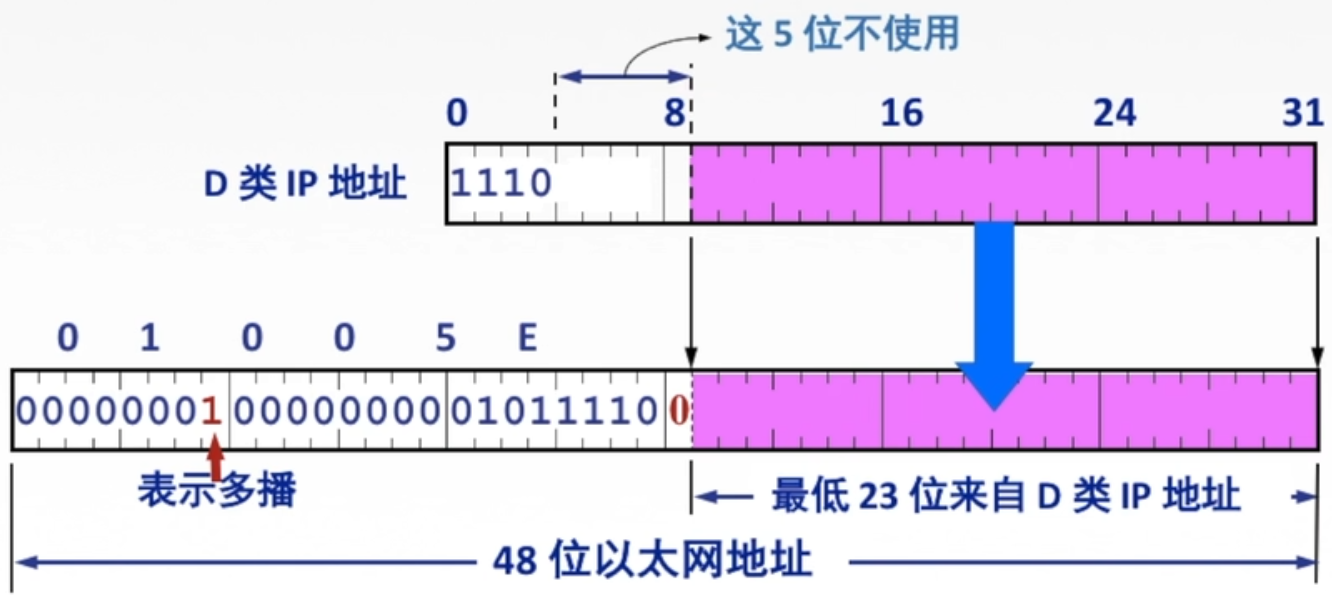 这 5 位不使用
0 8 16 24 31
D 类 IP 地址 1110
0 1 0 0 5 E
00000001 00000000 01011110 0
表示多播
最低 23 位来自 D 类 IP 地址
48 位以太网地址